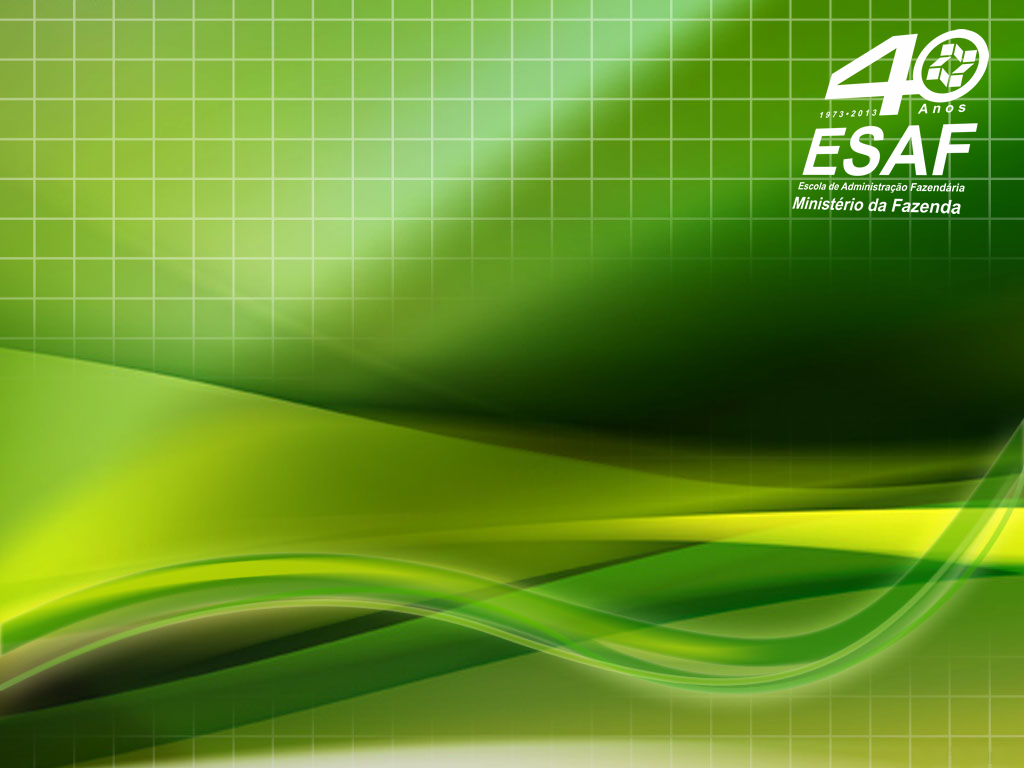 40
1973•2013 Anos
ESAF
Escola de Administração Fazendária
Ministério da Fazenda